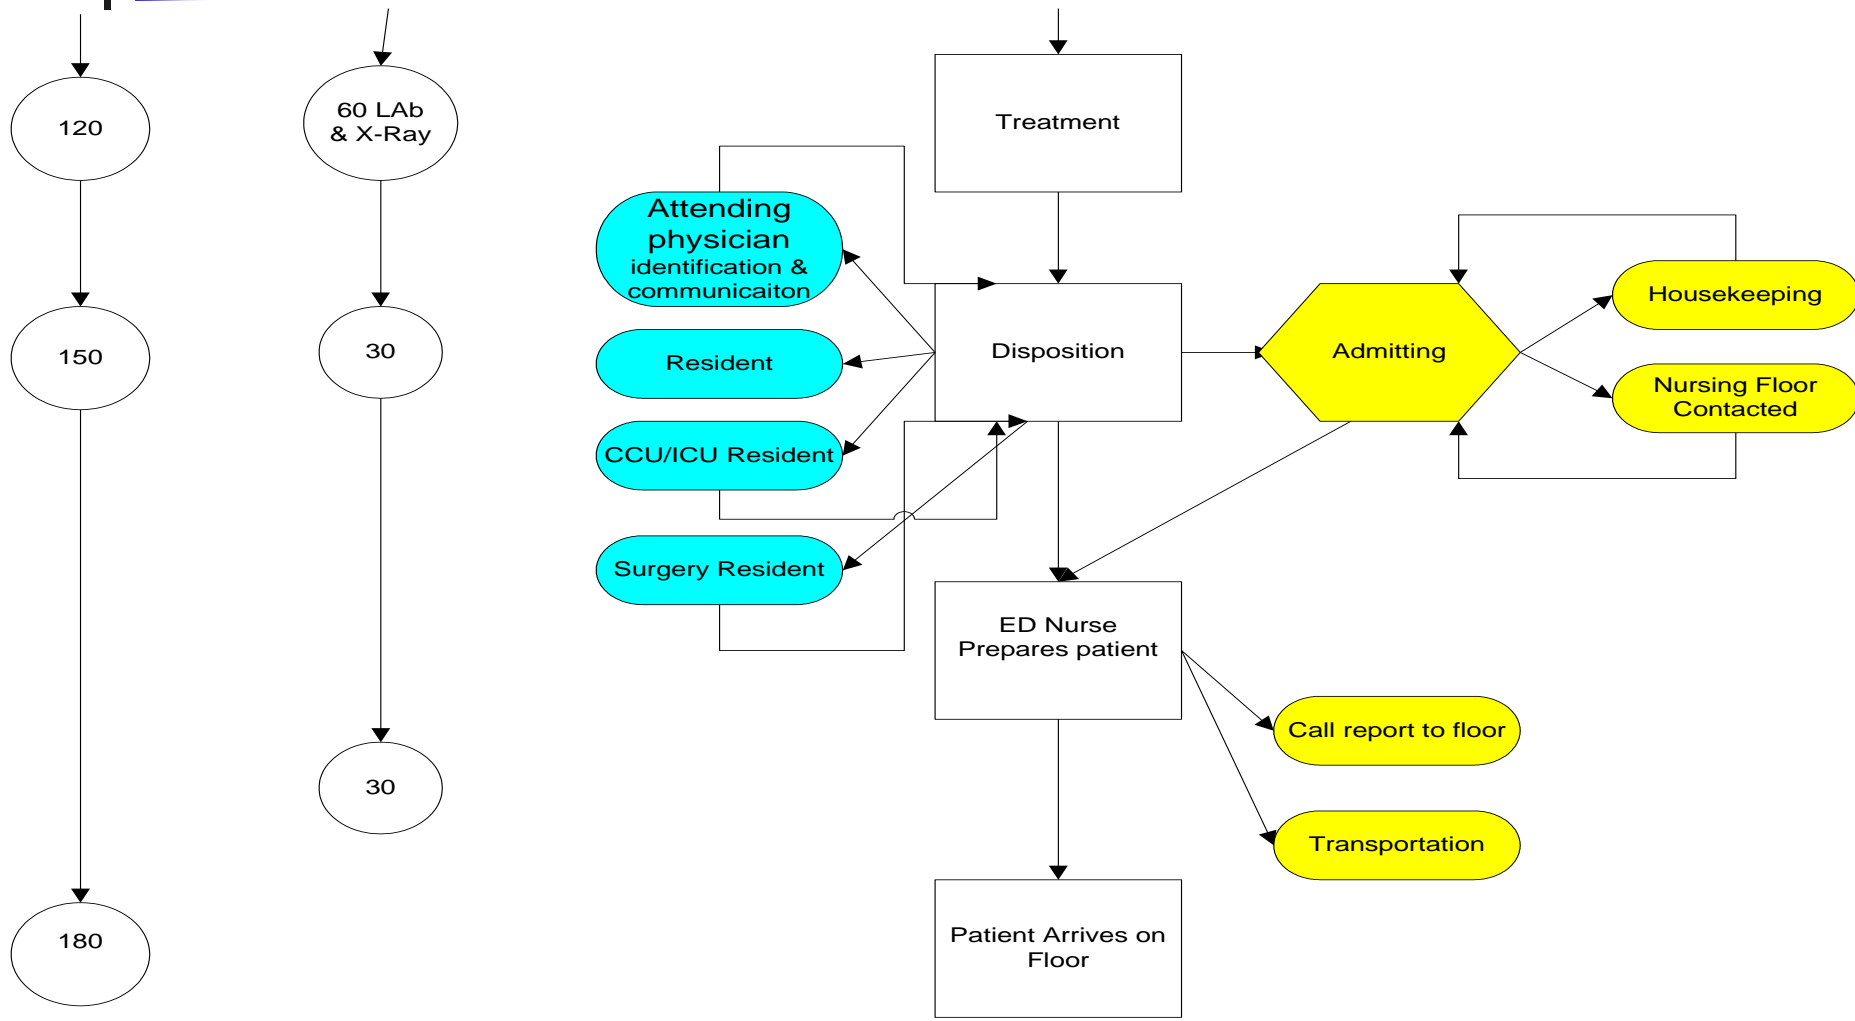 120
60 LAb
& X-Ray
Treatment
Attending
physician
identification &
communicaiton
Housekeeping
150
30
Resident
Disposition
Admitting
Nursing Floor
Contacted
CCU/ICU Resident
Surgery Resident
ED Nurse
Prepares patient
Call report to floor
30
Transportation
180
Patient Arrives on
Floor